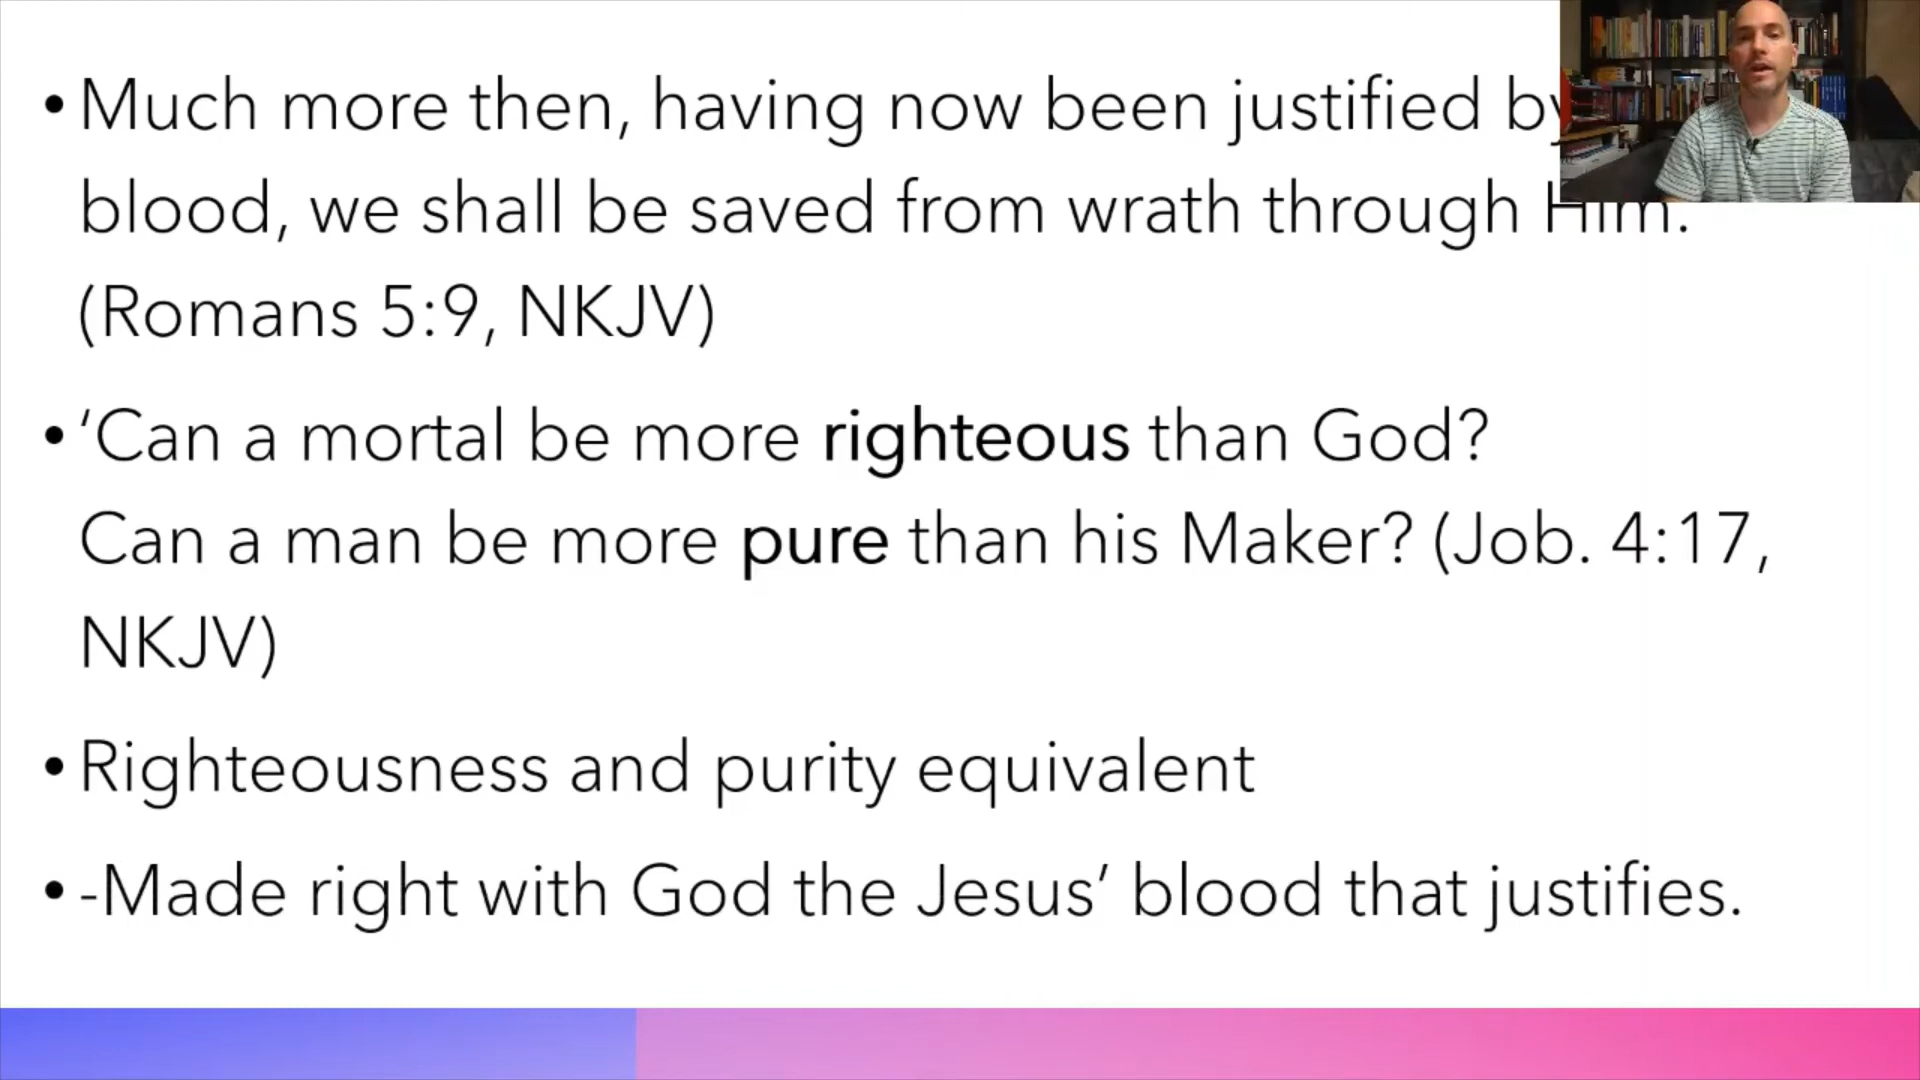 • Much more then, having now been justified by
blood, we shall be saved from wrath through Him.
(Romans 5:9, NKJV)
• ‘Can a mortal be more righteous than God?
Can a man be more pure than his Maker? (Job. 4:17,
NKJV)
• Righteousness and purity equivalent
• -Made right with God the Jesus’ blood that justifies.